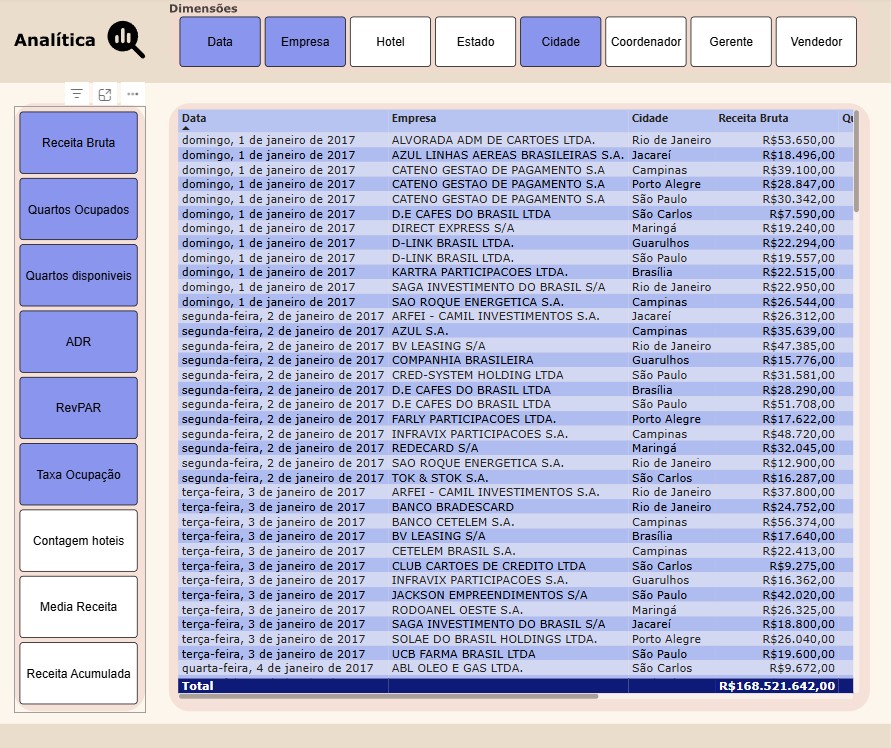 Dimensões
Analítica
Data Empresa Hotel Estado Cidade Coordenador Gerente Vendedor
Receita Bruta
Quartos Ocupados
Quartos disponiveis
ADR
RevPAR
Taxa Ocupação
Contagem hoteis
Media Receita
Receita Acumulada
Data Empresa Cidade Receita Bruta
domingo, 1 de janeiro de 2017 ALVORADA ADM DE CARTOES LTDA. Rio de Janeiro R$53.650,00
domingo, 1 de janeiro de 2017 AZUL LINHAS AEREAS BRASILEIRAS S.A. Jacareí R$18.496,00
domingo, 1 de janeiro de 2017 CATENO GESTAO DE PAGAMENTO S.A Campinas R$39.100,00
domingo, 1 de janeiro de 2017 CATENO GESTAO DE PAGAMENTO S.A Porto Alegre R$28.847,00
domingo, 1 de janeiro de 2017 CATENO GESTAO DE PAGAMENTO S.A São Paulo R$30.342,00
domingo, 1 de janeiro de 2017 D.E CAFES DO BRASIL LTDA São Carlos R$7.590,00
domingo, 1 de janeiro de 2017 DIRECT EXPRESS S/A Maringá R$19.240,00
domingo, 1 de janeiro de 2017 D-LINK BRASIL LTDA. Guarulhos R$22.294,00
domingo, 1 de janeiro de 2017 D-LINK BRASIL LTDA. São Paulo R$19.557,00
domingo, 1 de janeiro de 2017 KARTRA PARTICIPACOES LTDA. Brasília R$22.515,00
domingo, 1 de janeiro de 2017 SAGA INVESTIMENTO DO BRASIL S/A Rio de Janeiro R$22.950,00
domingo, 1 de janeiro de 2017 SAO ROQUE ENERGETICA S.A. Campinas R$26.544,00
segunda-feira, 2 de janeiro de 2017 ARFEI - CAMIL INVESTIMENTOS S.A. Jacareí R$26.312,00
segunda-feira, 2 de janeiro de 2017 AZUL S.A. Campinas R$35.639,00
segunda-feira, 2 de janeiro de 2017 BV LEASING S/A Rio de Janeiro R$47.385,00
segunda-feira, 2 de janeiro de 2017 COMPANHIA BRASILEIRA Guarulhos R$15.776,00
segunda-feira, 2 de janeiro de 2017 CRED-SYSTEM HOLDING LTDA São Paulo R$31.581,00
segunda-feira, 2 de janeiro de 2017 D.E CAFES DO BRASIL LTDA Brasília R$28.290,00
segunda-feira, 2 de janeiro de 2017 D.E CAFES DO BRASIL LTDA São Paulo R$51.708,00
segunda-feira, 2 de janeiro de 2017 FARLY PARTICIPACOES LTDA. Porto Alegre R$17.622,00
segunda-feira, 2 de janeiro de 2017 INFRAVIX PARTICIPACOES S.A. Campinas R$48.720,00
segunda-feira, 2 de janeiro de 2017 REDECARD S/A Maringá R$32.045,00
segunda-feira, 2 de janeiro de 2017 SAO ROQUE ENERGETICA S.A. Rio de Janeiro R$12.900,00
segunda-feira, 2 de janeiro de 2017 TOK & STOK S.A. São Carlos R$16.287,00
terça-feira, 3 de janeiro de 2017 ARFEI - CAMIL INVESTIMENTOS S.A. Rio de Janeiro R$37.800,00
terça-feira, 3 de janeiro de 2017 BANCO BRADESCARD Rio de Janeiro R$24.752,00
terça-feira, 3 de janeiro de 2017 BANCO CETELEM S.A. Campinas R$56.374,00
terça-feira, 3 de janeiro de 2017 BV LEASING S/A Brasília R$17.640,00
terça-feira, 3 de janeiro de 2017 CETELEM BRASIL S.A. Campinas R$22.413,00
terça-feira, 3 de janeiro de 2017 CLUB CARTOES DE CREDITO LTDA São Carlos R$9.275,00
terça-feira, 3 de janeiro de 2017 INFRAVIX PARTICIPACOES S.A. Guarulhos R$16.362,00
terça-feira, 3 de janeiro de 2017 JACKSON EMPREENDIMENTOS S/A São Paulo R$42.020,00
terça-feira, 3 de janeiro de 2017 RODOANEL OESTE S.A. Maringá R$26.325,00
terça-feira, 3 de janeiro de 2017 SAGA INVESTIMENTO DO BRASIL S/A Jacareí R$18.800,00
terça-feira, 3 de janeiro de 2017 SOLAE DO BRASIL HOLDINGS LTDA. Porto Alegre R$26.040,00
terça-feira, 3 de janeiro de 2017 UCB FARMA BRASIL LTDA São Paulo R$19.600,00
quarta-feira, 4 de janeiro de 2017 ABL OLEO E GAS LTDA. São Carlos R$9.672,00
Total R$168.521.642,00